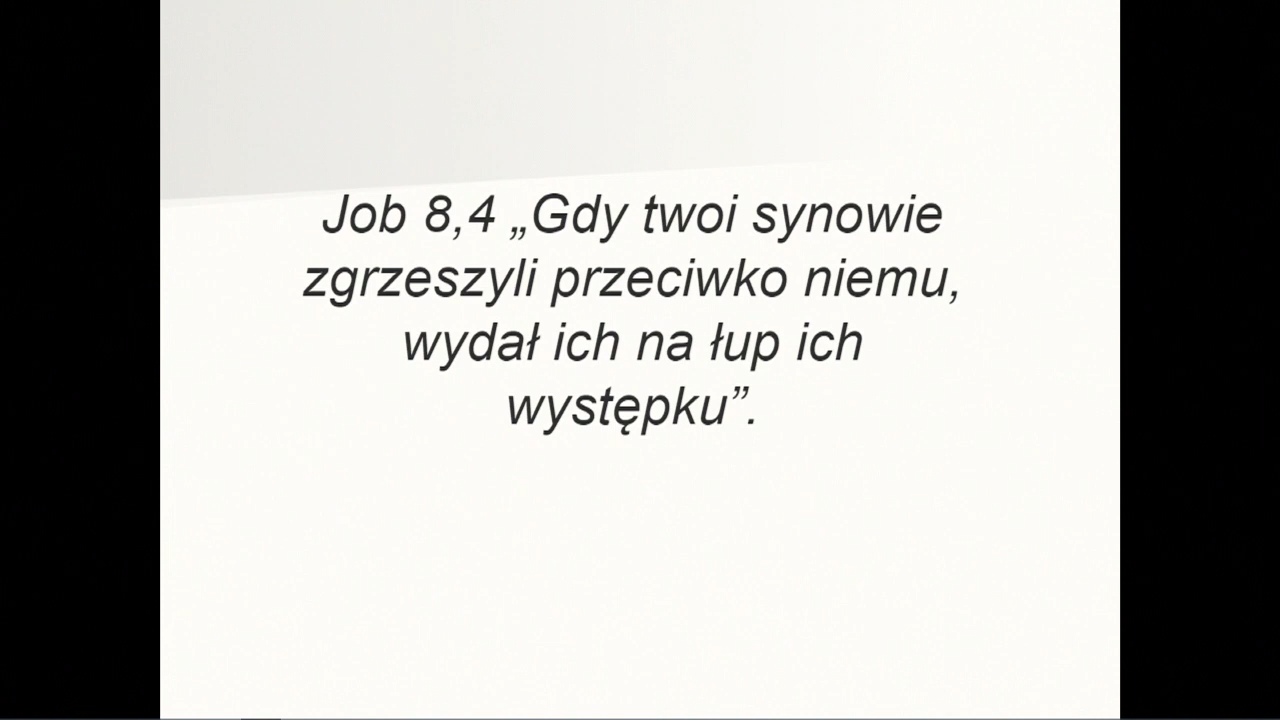 Job 8,4 „Gdy twoi synowie
zgrzeszyli przeciwko niemu,
wydał ich na łup ich
występku”.